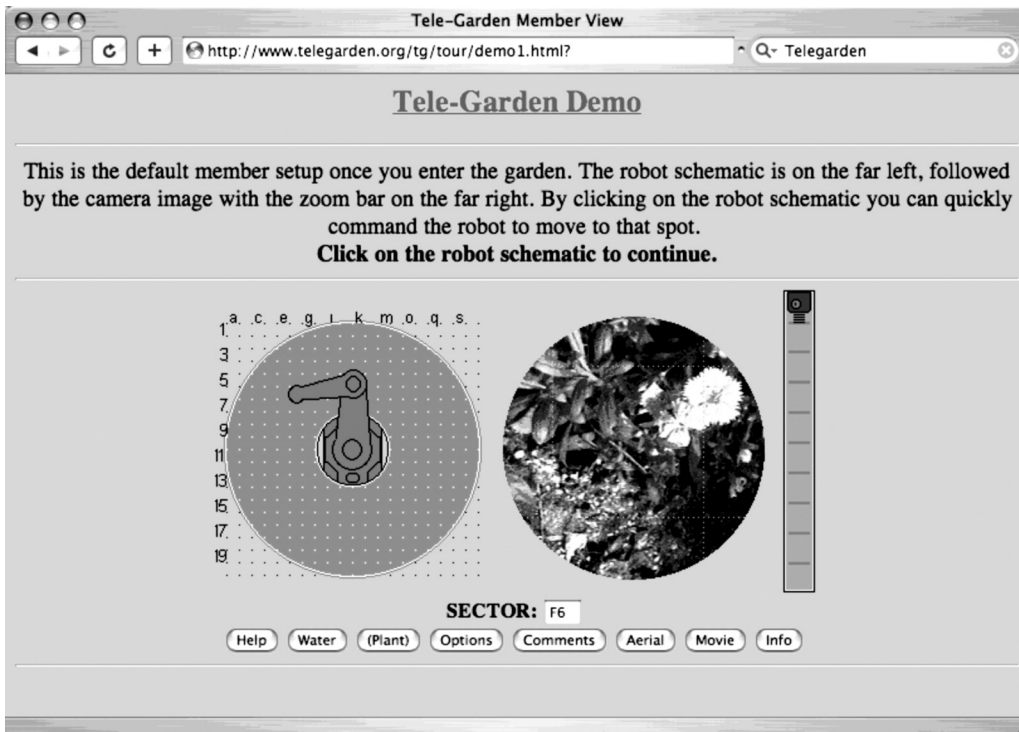 Tele-Garden Member View
http://www.telegarden.org/tg/tour/demo1.html?
Telegarden
Tele-Garden Demo
This is the default member setup once you enter the garden. The robot schematic is on the far left, followed
by the camera image with the zoom bar on the far right. By clicking on the robot schematic you can quickly
command the robot to move to that spot.
Click on the robot schematic to continue.
a. .c. .e. .g. .i. .k. .m .o. .q. .s.
1
3
5
7
9
11
13
15
17
19
SECTOR: F6
Help Water (Plant) Options Comments Aerial Movie Info